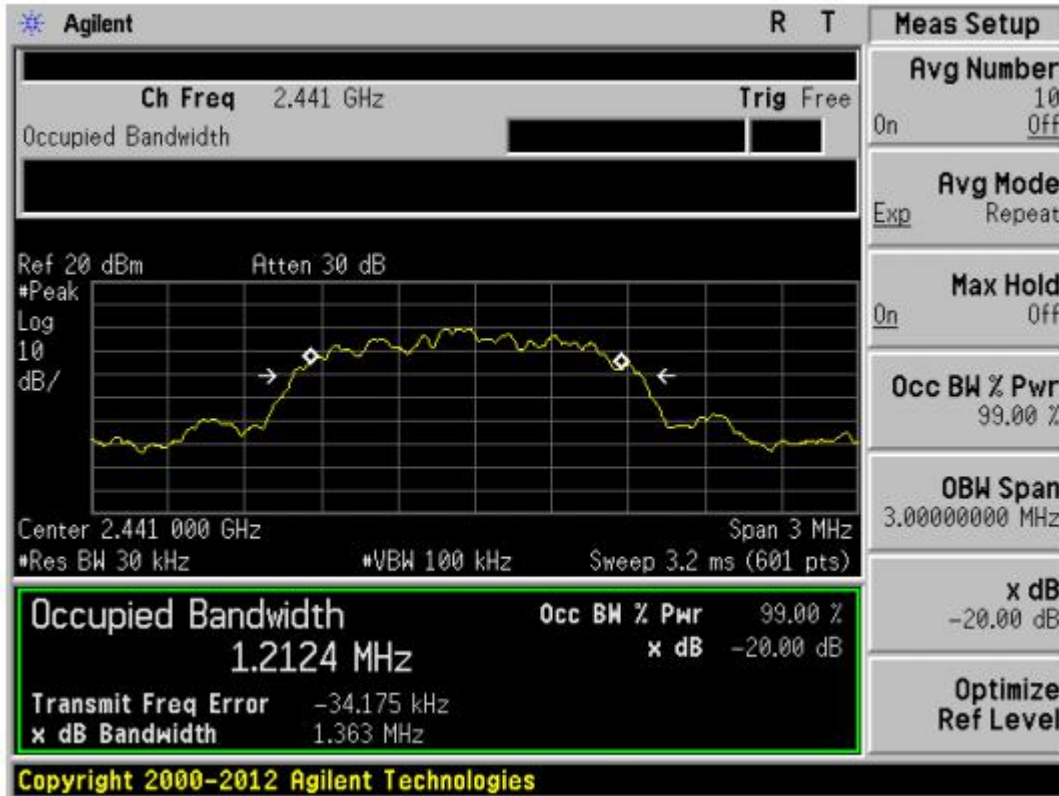 Agilent R T
Ch Freq 2.441 GHz Trig Free
Occupied Bandwidth
Ref 20 dBm Atten 30 dB
#Peak
Log
10
dB/
Center 2.441 000 GHz Span 3 MHz
#Res BW 30 kHz #VBW 100 kHz Sweep 3.2 ms (601 pts)
Occupied Bandwidth Occ BW % Pwr 99.00 %
1.2124 MHz x dB -20.00 dB
Transmit Freq Error -34.175 kHz
x dB Bandwidth 1.363 MHz
Copyright 2000-2012 Agilent Technologies
Meas Setup
Avg Number
10
On Off
Avg Mode
Exp Repeat
Max Hold
On Off
Occ BW % Pwr
99.00 %
OBW Span
3.00000000 MHz
x dB
-20.00 dB
Optimize
Ref Level